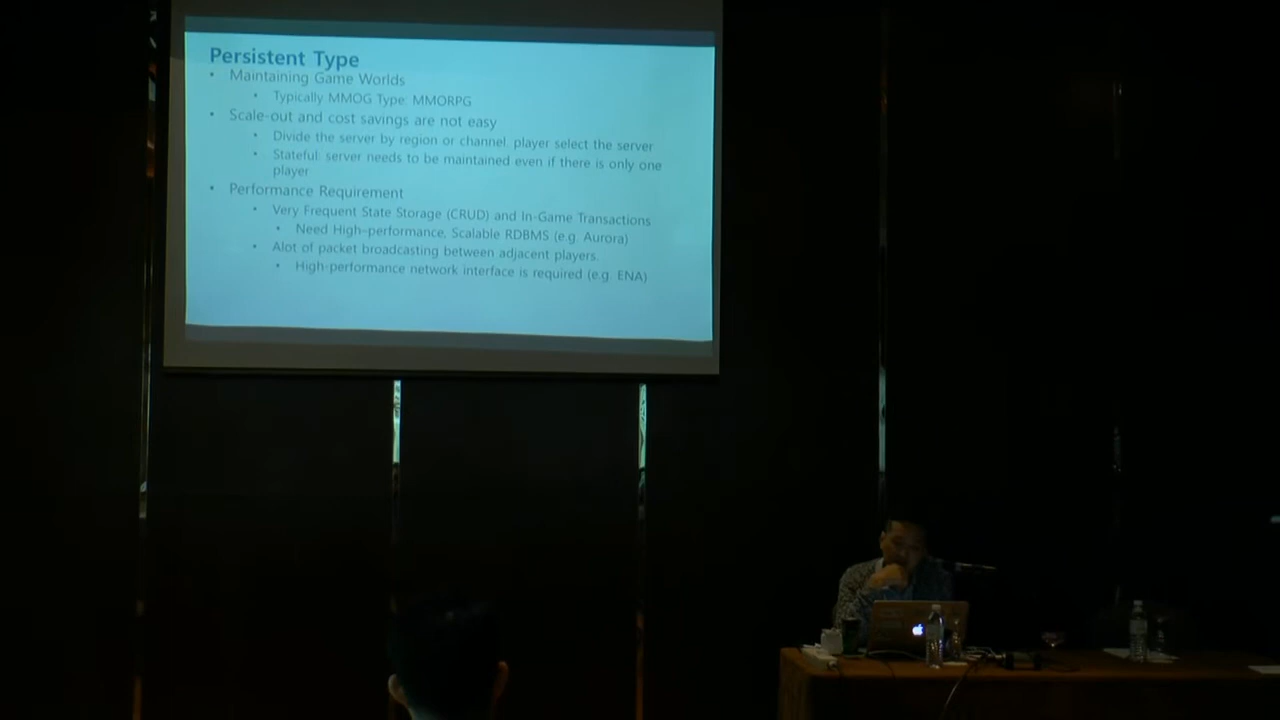 Persistent Type
• Maintaining Game Worlds
• Typically MMOG Type: MMORPG
• Scale-out and cost savings are not easy
• Divide the server by region or channel, player select the server
• Stateful: server needs to be maintained even if there is only one
player
• Performance Requirement
• Very Frequent State Storage (CRUD) and In-Game Transactions
• Need High-performance, Scalable RDBMS (e.g. Aurora)
• Alot of packet broadcasting between adjacent players.
• High-performance network interface is required (e.g. ENA)